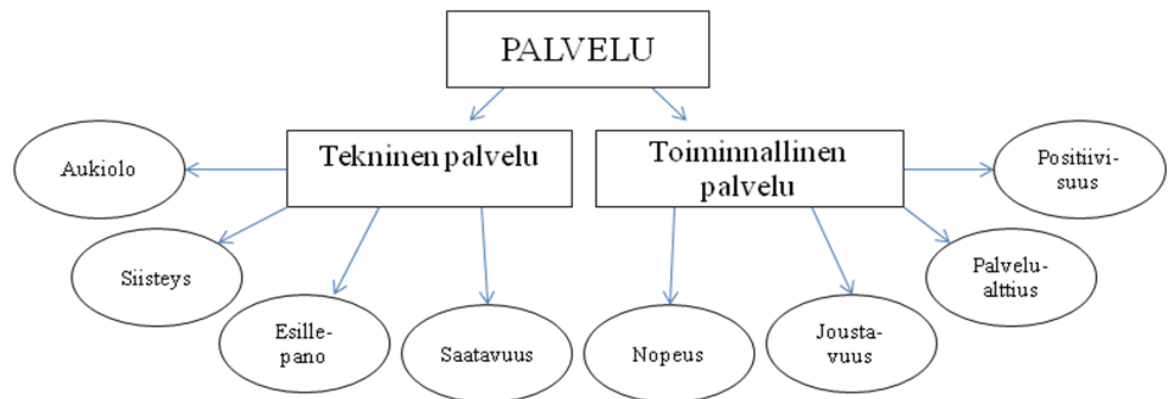 PALVELU
Tekninen palvelu
Toiminnallinen
palvelu
Aukiolo
Siisteys
Esille-
pano
Saatavuus
Nopeus
Jousta-
vuus
Palvelu-
alttius
Positiivi-
suus